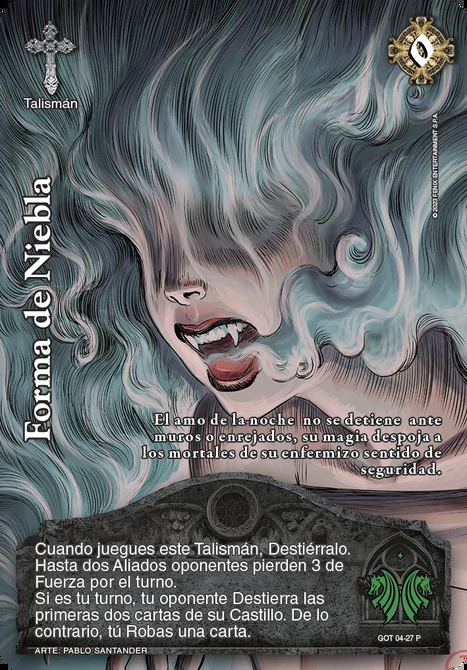 0
Talismán
© 2023 FENIX ENTERTAINMENT S.P.A
Forma de Niebla
El amo de la noche no se detiene ante
muros o enrejados, su magia despoja a
los mortales de su enfermizo sentido de
seguridad.
Cuando juegues este Talismán, Destiérralo.
Hasta dos Aliados oponentes pierden 3 de
Fuerza por el turno.
Si es tu turno, tu oponente Destierra las
primeras dos cartas de su Castillo. De lo
contrario, tú Robas una carta.
GOT 04-27 P
ARTE: PABLO SANTANDER